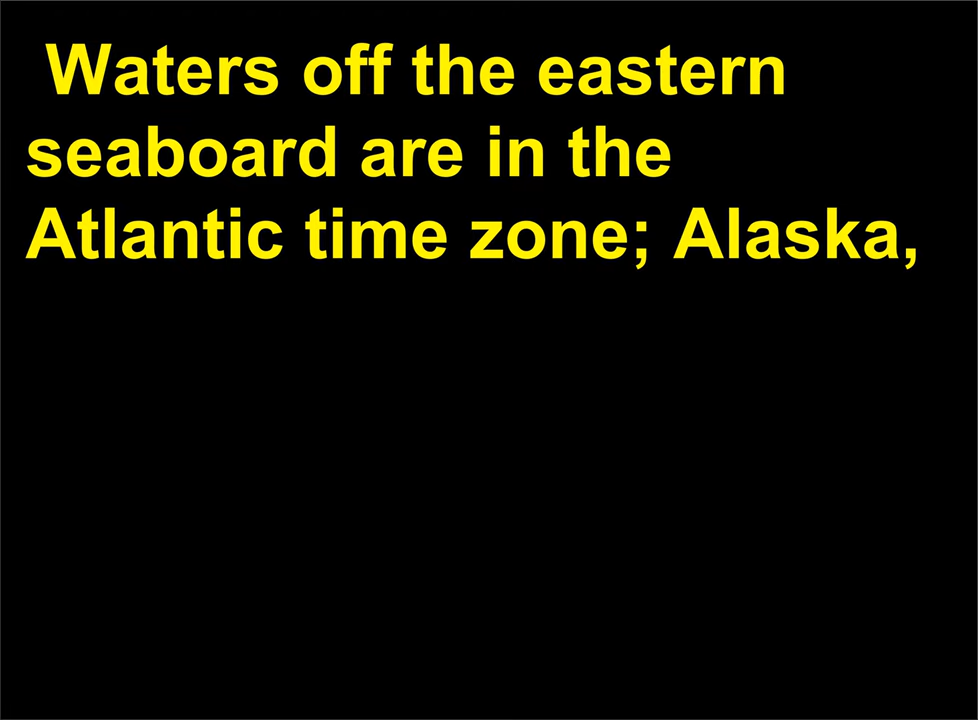 Waters off the eastern
seaboard are in the
Atlantic time zone; Alaska,